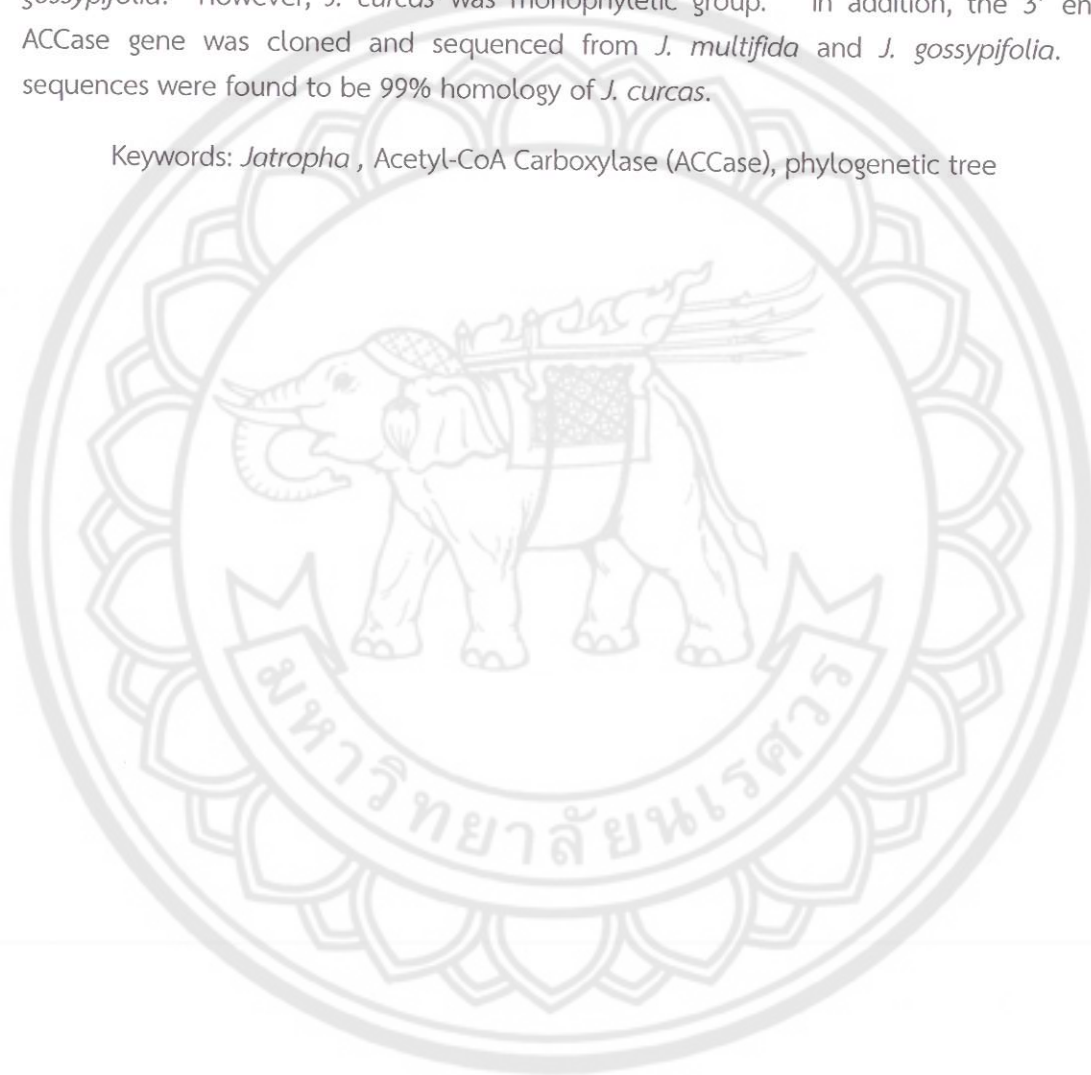 gossypifolia. However, J. curcas was monophyletic group. In addition, the 3' en
ACCase gene was cloned and sequenced from J. multifida and J. gossypifolia.
sequences were found to be 99% homology of J. curcas.
Keywords: Jatropha , Acetyl-CoA Carboxylase (ACCase), phylogenetic tree
มหาวิทยาลัยนเรศวร